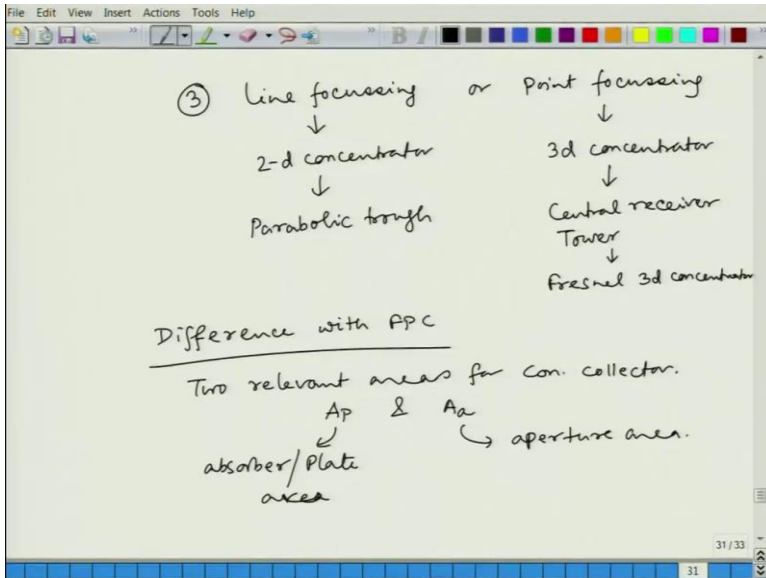 File Edit View Insert Actions Tools Help
③ Line focussing or Point focussing
↓ ↓
2-d concentrator 3d concentrator
↓ ↓
Parabolic trough Central receiver
Tower
↓
Fresnel 3d concentrator
Difference with FPC
Two relevant areas for con. collector.
Ap & Aa
absorber/Plate aperture area.
area
31/33
31